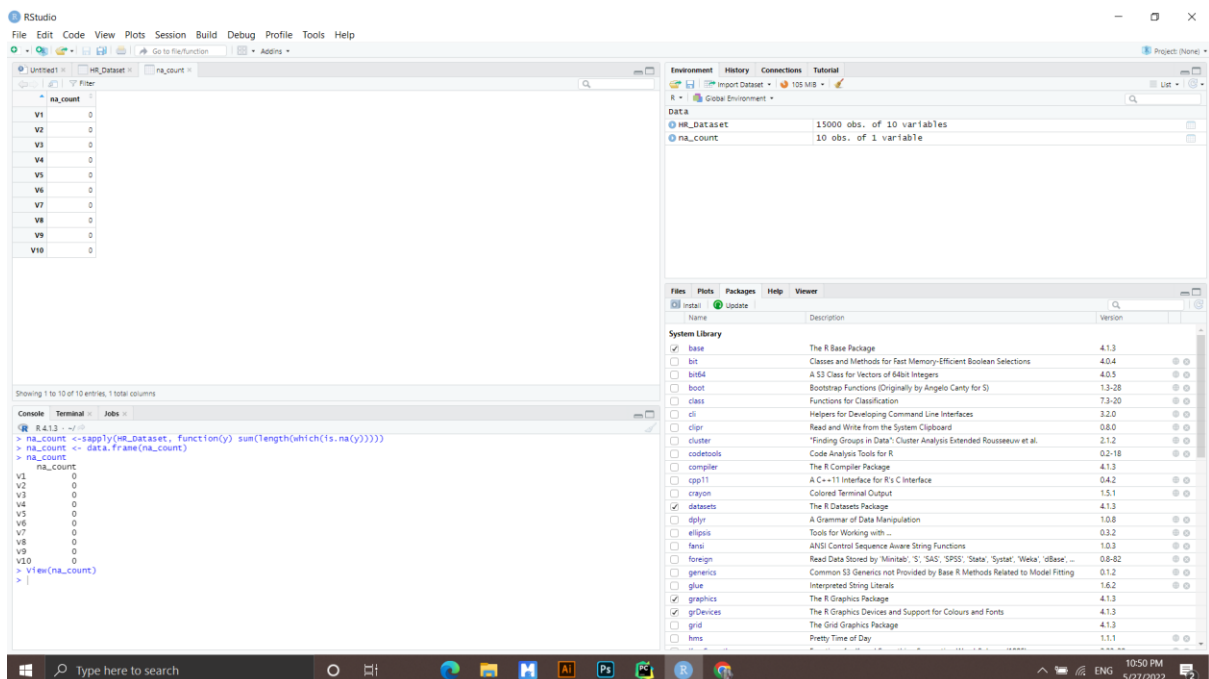 RStudio
File Edit Code View Plots Session Build Debug Profile Tools Help
Go to file/function Addins
Project: (None)
Untitled1 HR_Dataset na_count
Filter
na_count
V1 0
V2 0
V3 0
V4 0
V5 0
V6 0
V7 0
V8 0
V9 0
V10 0
Showing 1 to 10 of 10 entries, 1 total columns
Console Terminal Jobs
R 4.1.3 · ~/
> na_count <-sapply(HR_Dataset, function(y) sum(length(which(is.na(y)))))
> na_count <- data.frame(na_count)
> na_count
na_count
V1 0
V2 0
V3 0
V4 0
V5 0
V6 0
V7 0
V8 0
V9 0
V10 0
> View(na_count)
>
Environment History Connections Tutorial
Import Dataset 105 MiB List
R Global Environment
Data
HR_Dataset 15000 obs. of 10 variables
na_count 10 obs. of 1 variable
Files Plots Packages Help Viewer
Install Update
Name Description Version
System Library
base The R Base Package 4.1.3
bit Classes and Methods for Fast Memory-Efficient Boolean Selections 4.0.4
bit64 A S3 Class for Vectors of 64bit Integers 4.0.5
boot Bootstrap Functions (Originally by Angelo Canty for S) 1.3-28
class Functions for Classification 7.3-20
cli Helpers for Developing Command Line Interfaces 3.2.0
clipr Read and Write from the System Clipboard 0.8.0
cluster "Finding Groups in Data": Cluster Analysis Extended Rousseeuw et al. 2.1.2
codetools Code Analysis Tools for R 0.2-18
compiler The R Compiler Package 4.1.3
cpp11 A C++11 Interface for R's C Interface 0.4.2
crayon Colored Terminal Output 1.5.1
datasets The R Datasets Package 4.1.3
dplyr A Grammar of Data Manipulation 1.0.8
ellipsis Tools for Working with ... 0.3.2
fansi ANSI Control Sequence Aware String Functions 1.0.3
foreign Read Data Stored by 'Minitab', 'S', 'SAS', 'SPSS', 'Stata', 'Systat', 'Weka', 'dBase', ... 0.8-82
generics Common S3 Generics not Provided by Base R Methods Related to Model Fitting 0.1.2
glue Interpreted String Literals 1.6.2
graphics The R Graphics Package 4.1.3
grDevices The R Graphics Devices and Support for Colours and Fonts 4.1.3
grid The Grid Graphics Package 4.1.3
hms Pretty Time of Day 1.1.1
Type here to search
Ai Ps PC R
ENG 10:50 PM
5/27/2022